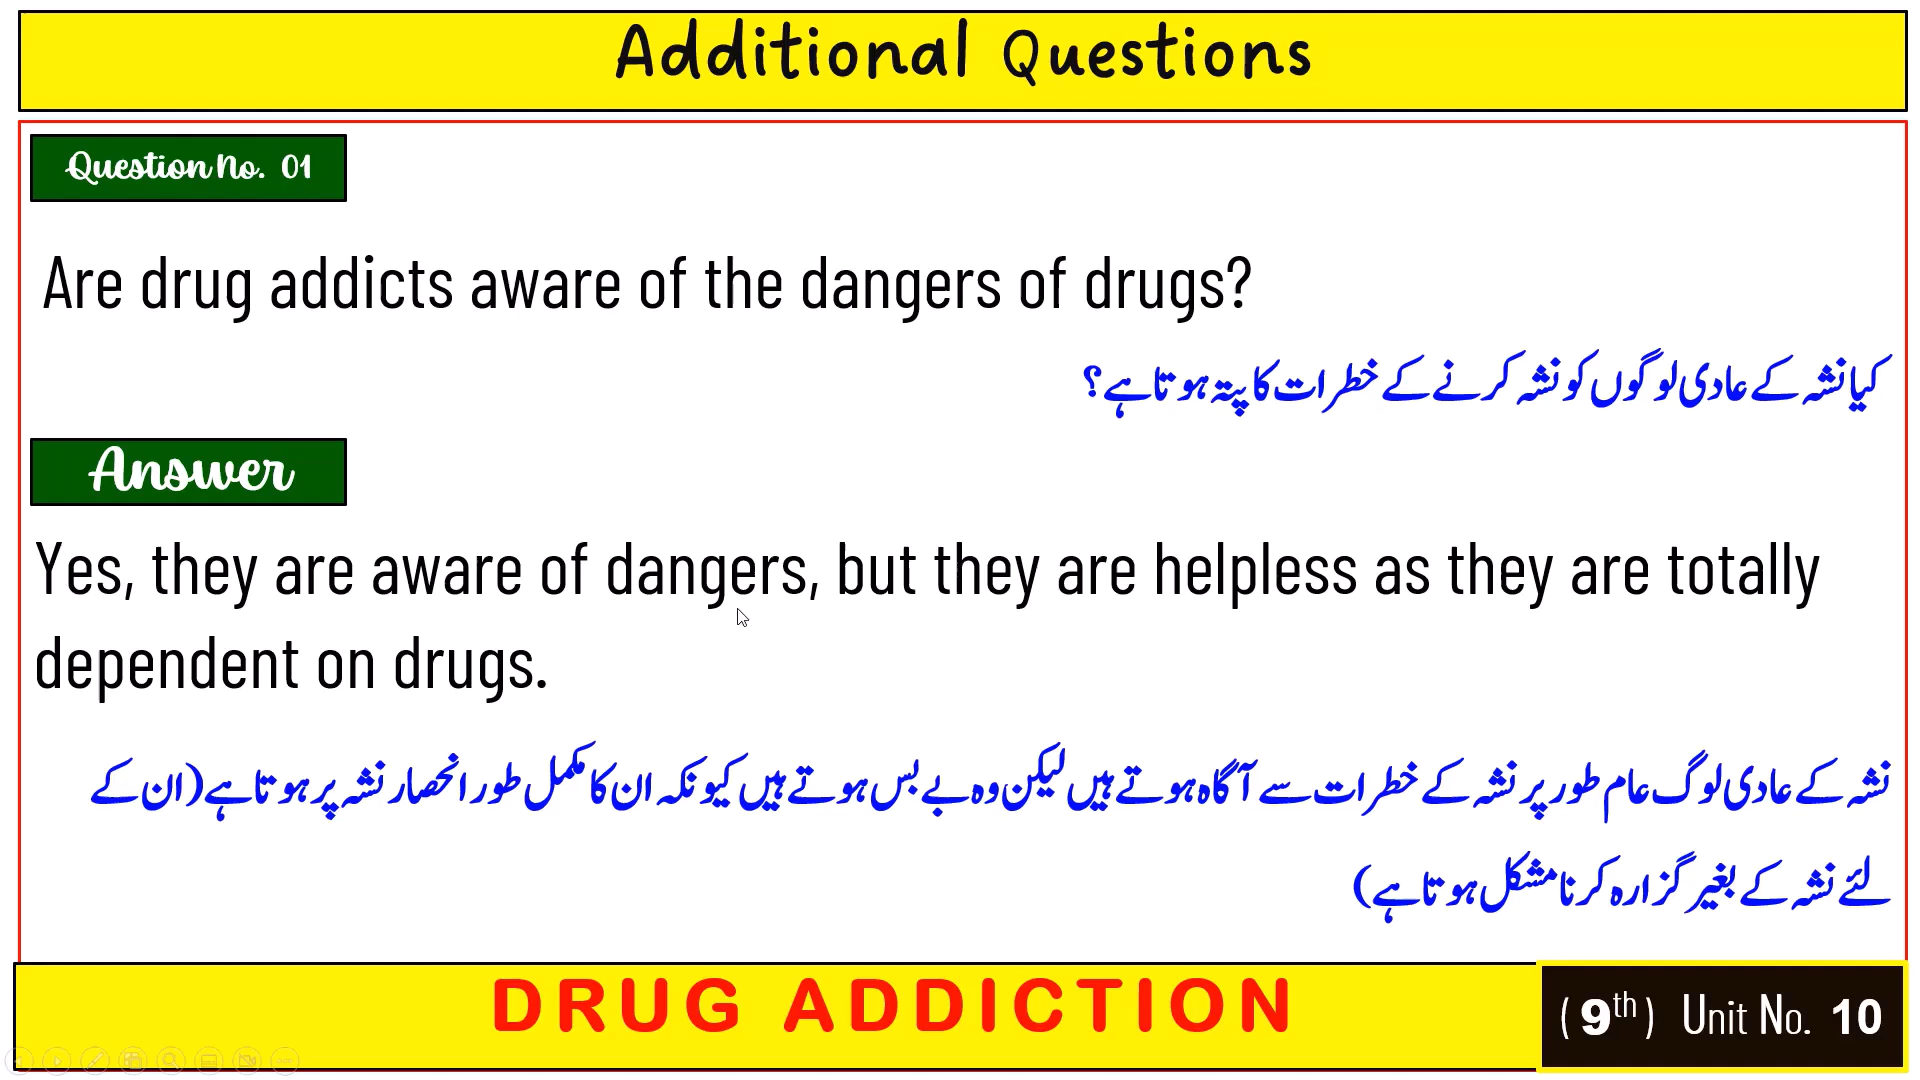 Additional Questions
Question No. 01
Are drug addicts aware of the dangers of drugs?
کیا نشہ کے عادی لوگوں کو نشہ کرنے کے خطرات کا پتہ ہوتا ہے؟
Answer
Yes, they are aware of dangers, but they are helpless as they are totally
dependent on drugs.
نشہ کے عادی لوگ عام طور پر نشہ کے خطرات سے آگاہ ہوتے ہیں لیکن وہ بے بس ہوتے ہیں کیونکہ ان کا مکمل طور انحصار نشہ پر ہوتا ہے (ان کے
لئے نشہ کے بغیر گزارہ کرنا مشکل ہوتا ہے)
DRUG ADDICTION
(9th) Unit No. 10